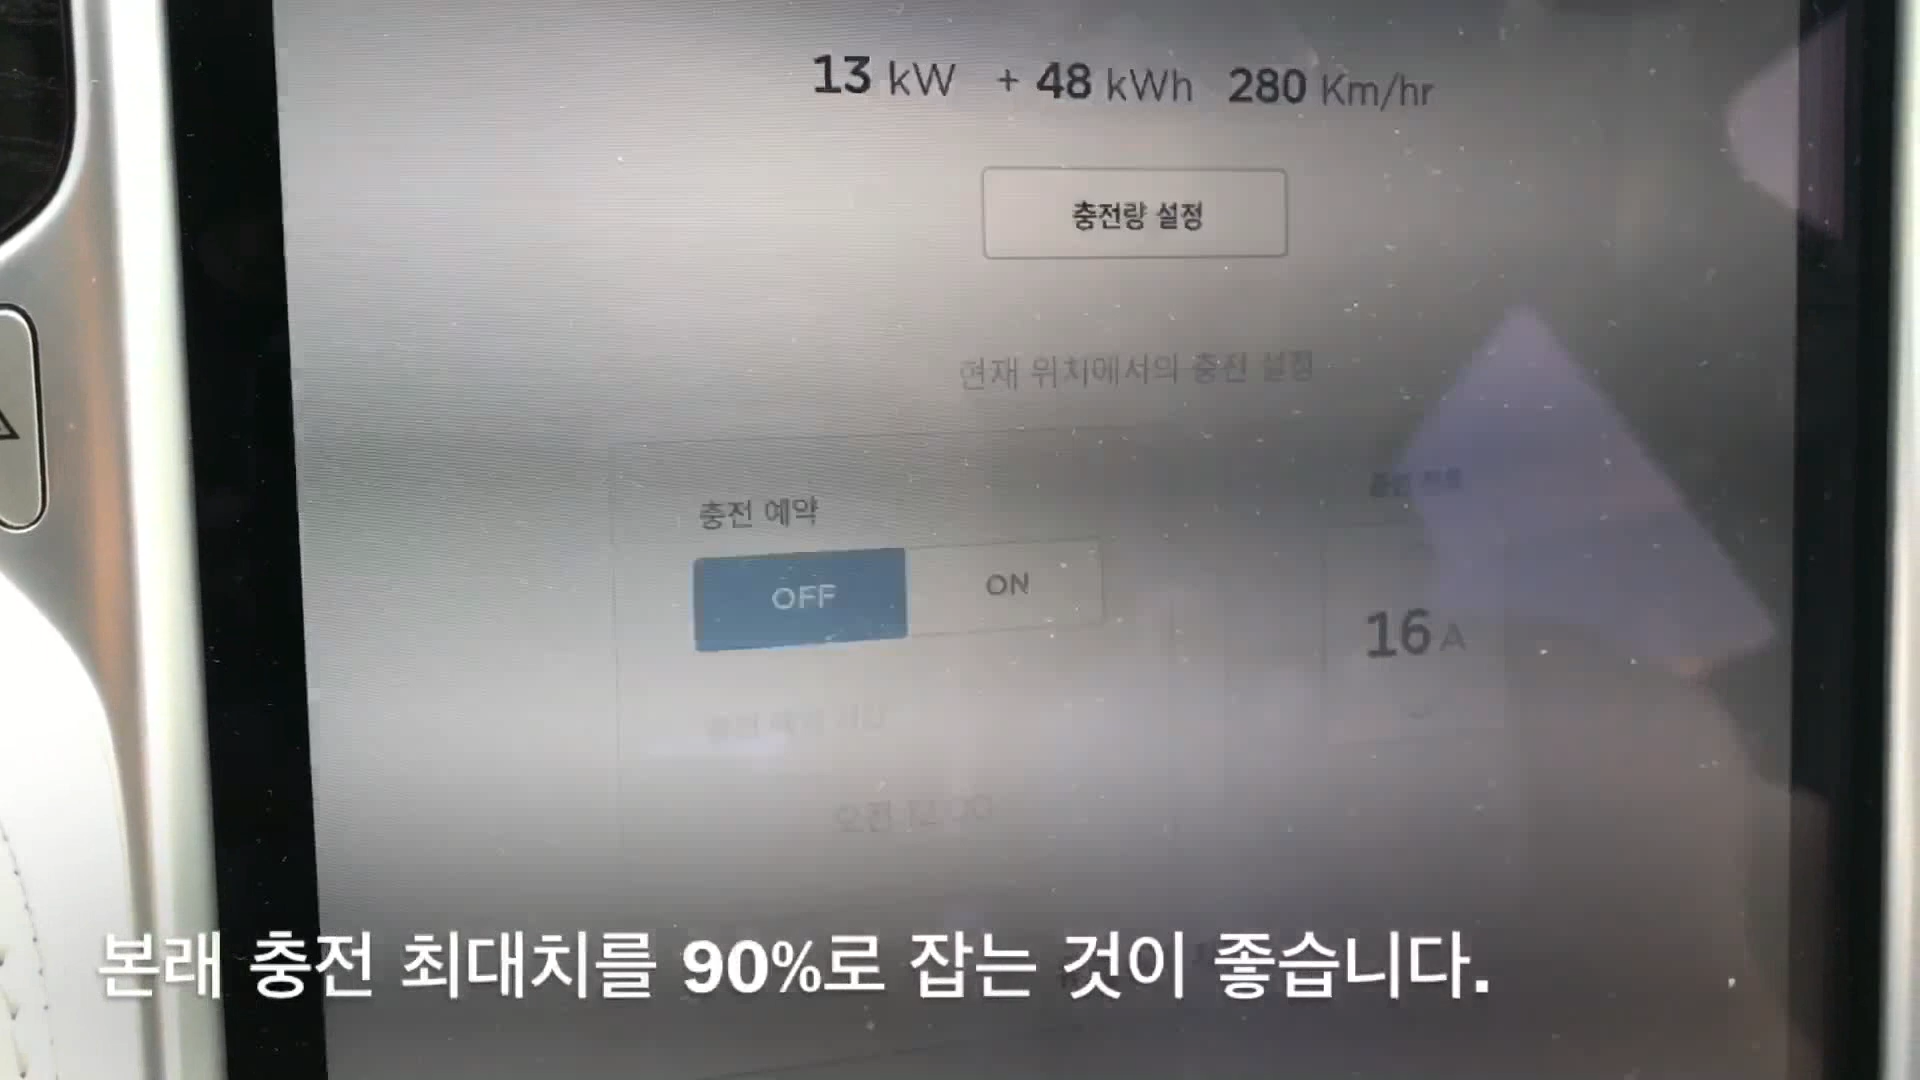 13 kW + 48 kWh 280 Km/hr
충전량 설정
현재 위치에서의 충전 설정
충전 예약
OFF ON
16 A
본래 충전 최대치를 90%로 잡는 것이 좋습니다.